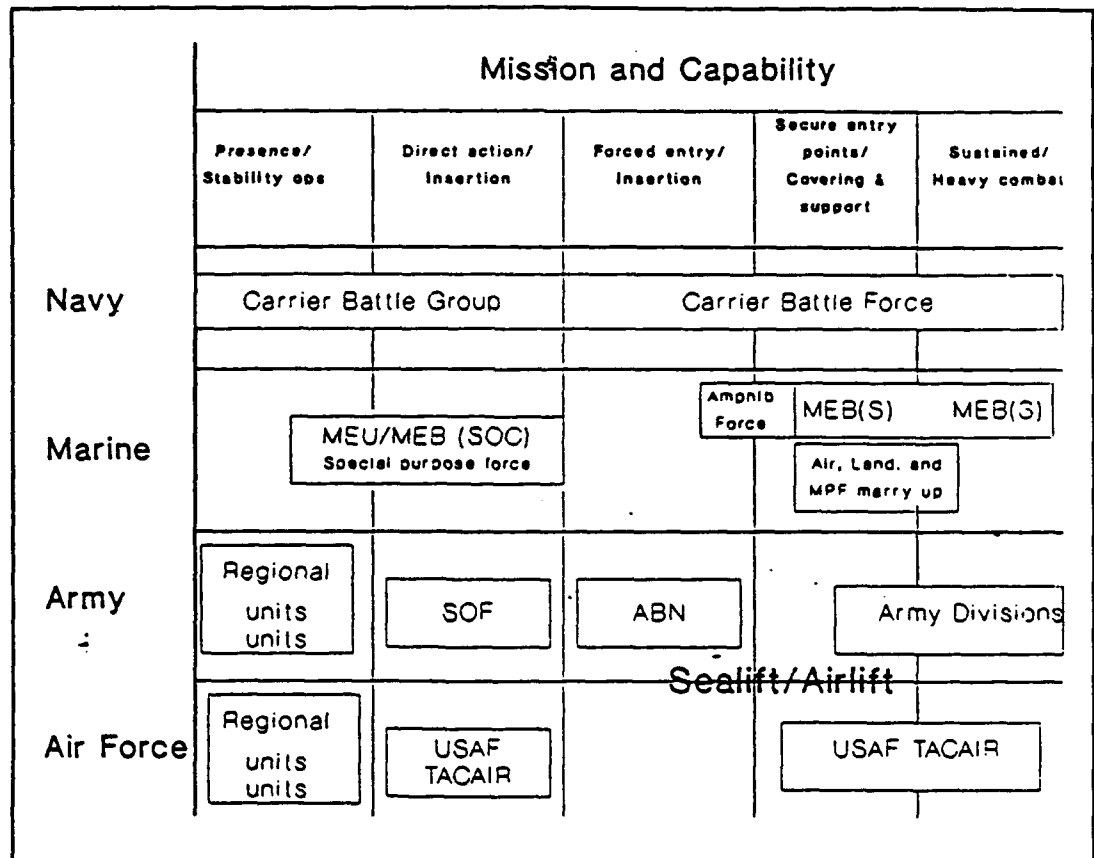 Mission and Capability
Presence/
Stability ops
Direct action/
Insertion
Forced entry/
Insertion
Secure entry
points/
Covering &
support
Sustained/
Heavy combat
Navy
Carrier Battle Group
Carrier Battle Force
Marine
MEU/MEB (SOC)
Special purpose force
Amphib
Force
MEB(S)
MEB(S)
Air, Land, and
MPF marry up
Army
Regional
units
units
SOF
ABN
Army Divisions
Sealift/Airlift
Air Force
Regional
units
units
USAF
TACAIR
USAF TACAIR